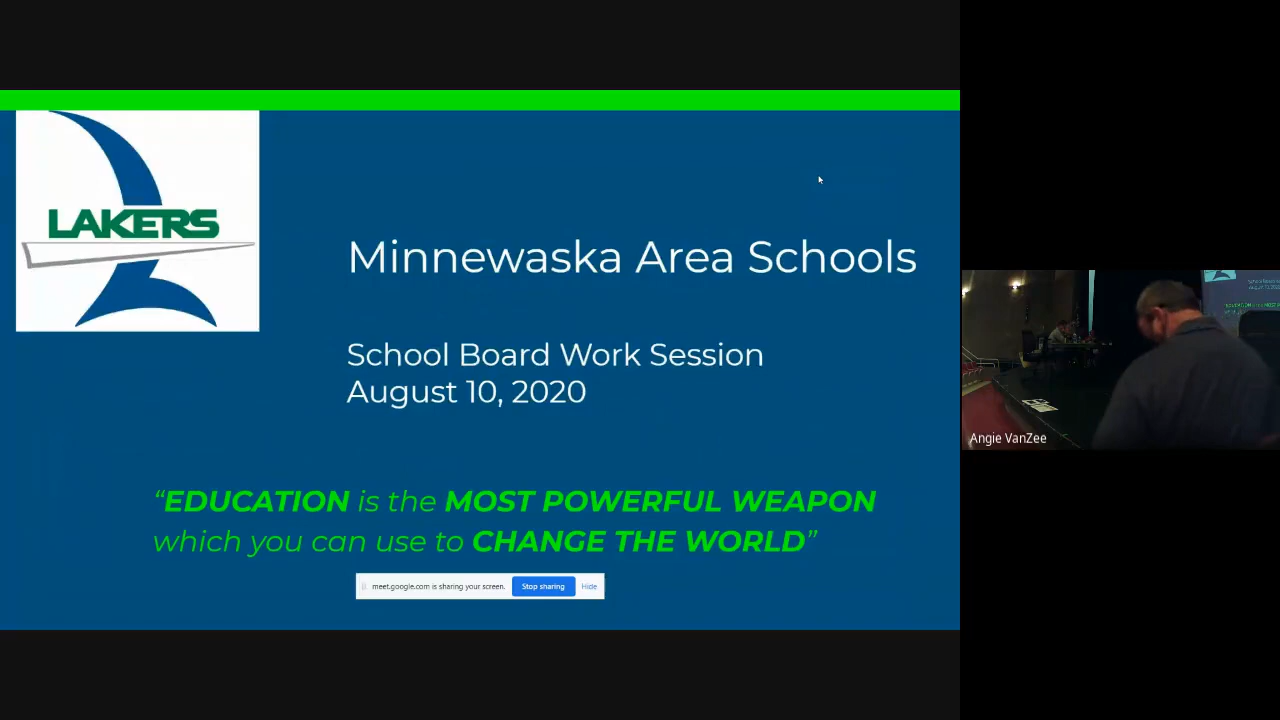 LAKERS
Minnewaska Area Schools
School Board Work Session
August 10, 2020
“EDUCATION is the MOST POWERFUL WEAPON
which you can use to CHANGE THE WORLD”
meet.google.com is sharing your screen. Stop sharing Hide
Angie VanZee